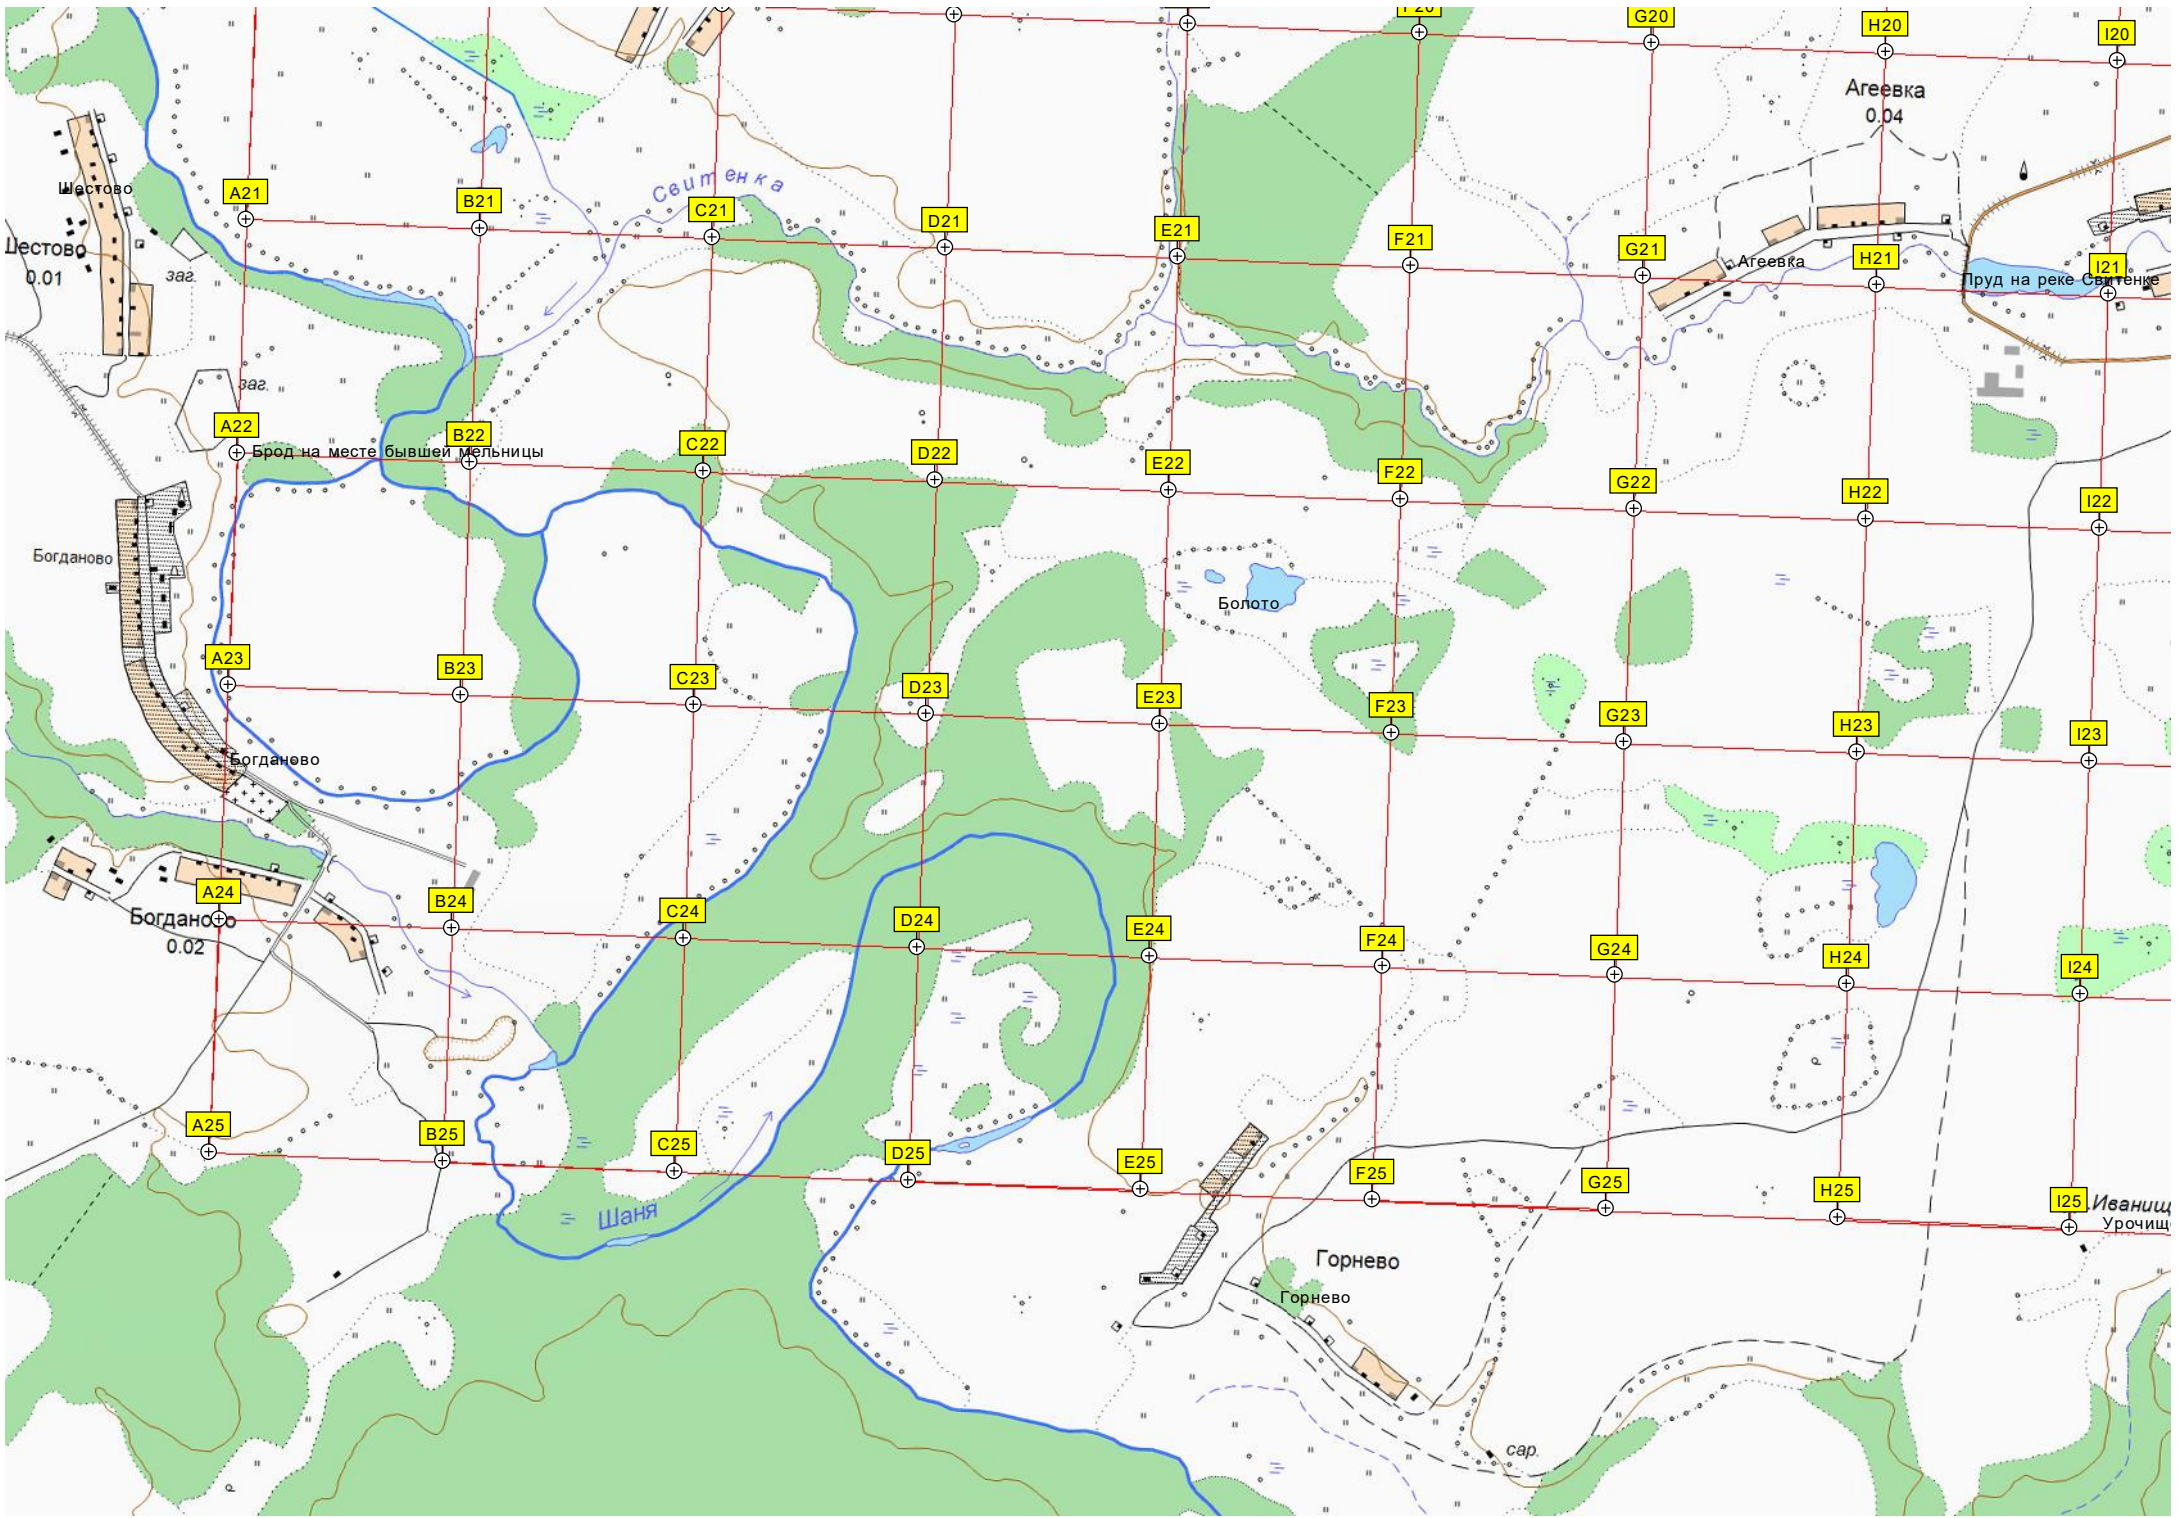 G20
H20
I20
Агеевка
0.04
Шестово
Свитенка
A21
B21
C21
D21
E21
F21
G21
H21
I21
Шестово
0.01
заг.
Агеевка
Пруд на реке Свитенке
заг.
A22
B22
C22
D22
E22
F22
G22
H22
I22
Брод на месте бывшей мельницы
Богданово
Болото
A23
B23
C23
D23
E23
F23
G23
H23
I23
Богданово
A24
B24
C24
D24
E24
F24
G24
H24
I24
Богданово
0.02
A25
B25
C25
D25
E25
F25
G25
H25
I25
Иванищ
Урочищ
Шаня
Горнево
Горнево
сар.